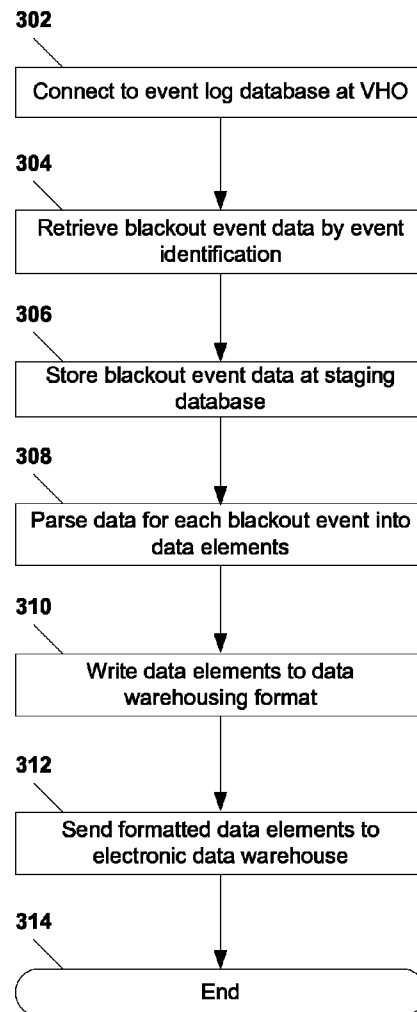 302
Connect to event log database at VHO
304
Retrieve blackout event data by event
identification
306
Store blackout event data at staging
database
308
Parse data for each blackout event into
data elements
310
Write data elements to data
warehousing format
312
Send formatted data elements to
electronic data warehouse
314
End